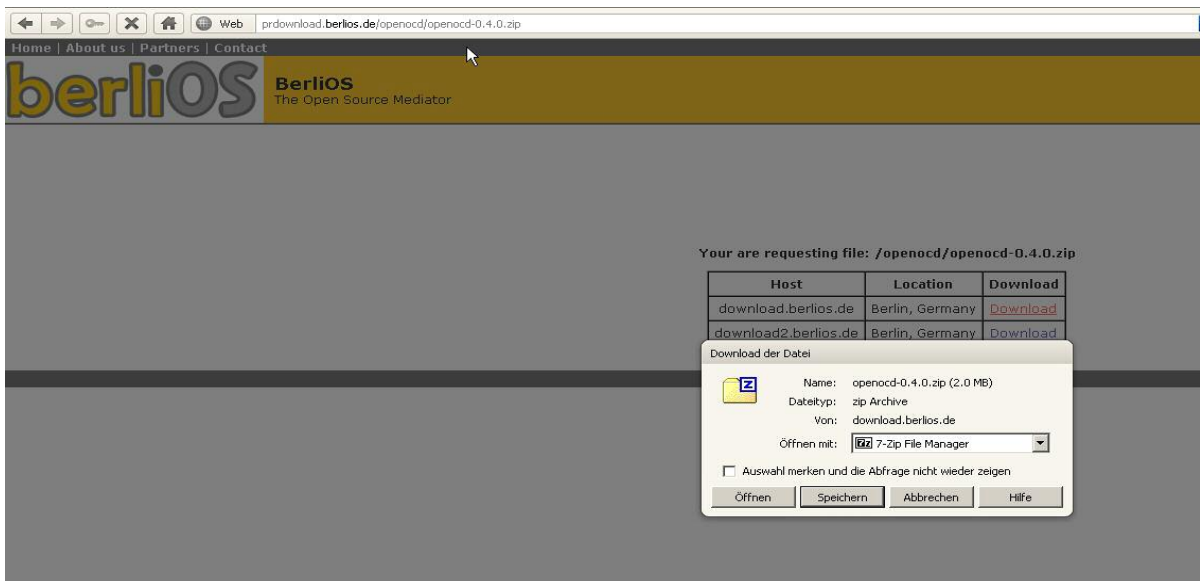 Web prdownload.berlios.de/openocd/openocd-0.4.0.zip
Home | About us | Partners | Contact
berliOS
BerliOS
The Open Source Mediator
Your are requesting file: /openocd/openocd-0.4.0.zip
Host Location Download
download.berlios.de Berlin, Germany Download
download2.berlios.de Berlin, Germany Download
Download der Datei
Name: openocd-0.4.0.zip (2.0 MB)
Dateityp: zip Archive
Von: download.berlios.de
Öffnen mit: 7z 7-Zip File Manager
Auswahl merken und die Abfrage nicht wieder zeigen
Öffnen Speichern Abbrechen Hilfe